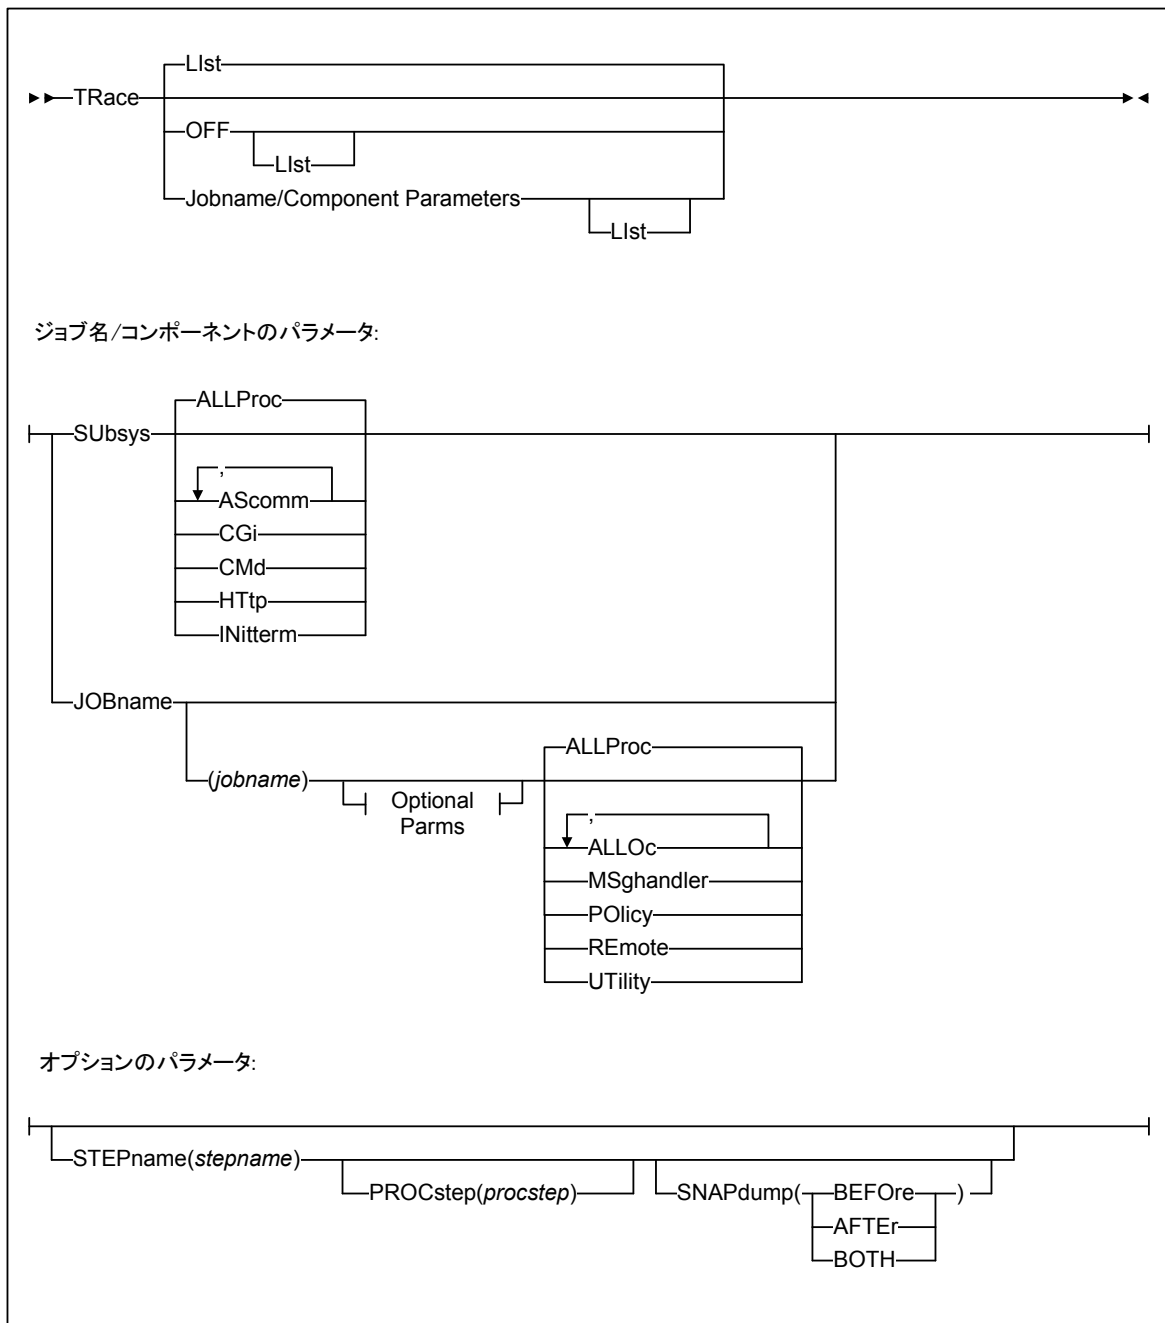 LIst
TRace
OFF
LIst
Jobname/Component Parameters
LIst
ジョブ名/コンポーネントのパラメータ:
ALLProc
SUbsys
,
AScomm
CGi
CMd
HTtp
INitterm
JOBname
ALLProc
(jobname)
Optional
Parms
,
ALLOc
MSghandler
POlicy
REmote
UTility
オプションのパラメータ:
STEPname(stepname)
PROCstep(procstep)
SNAPdump( BEFOre )
AFTEr
BOTH